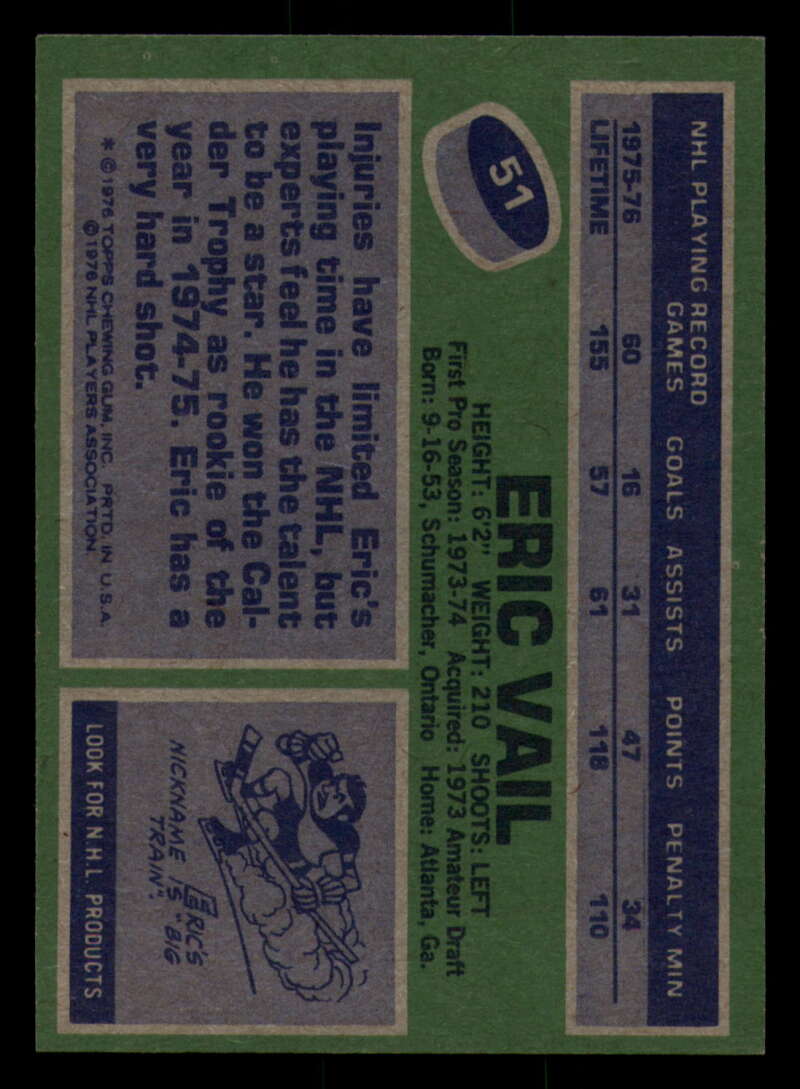 NHL PLAYING RECORD
GAMES GOALS ASSISTS POINTS PENALTY MIN
1975-76 60 16 31 47 34
LIFETIME 155 57 61 118 110
51
ERIC VAIL
HEIGHT: 6'2" WEIGHT: 210 SHOOTS: LEFT
First Pro Season: 1973-74 Acquired: 1973 Amateur Draft
Born: 9-16-53, Schumacher, Ontario Home: Atlanta, Ga.
Injuries have limited Eric's
playing time in the NHL, but
experts feel he has the talent
to be a star. He won the Cal-
der Trophy as rookie of the
year in 1974-75. Eric has a
very hard shot.
* © 1976 TOPPS CHEWING GUM, INC. PRTD. IN U.S.A.
© 1976 NHL PLAYERS ASSOCIATION.
ERIC'S
NICKNAME IS "BIG
TRAIN".
LOOK FOR N.H.L. PRODUCTS